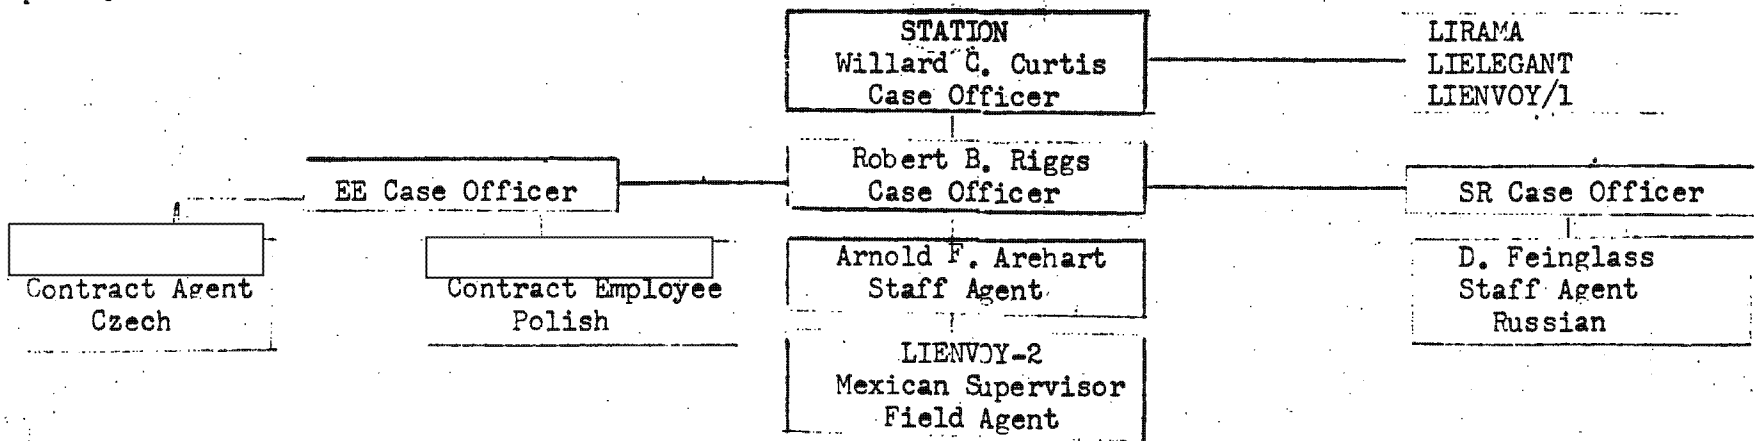 STATION
Willard C. Curtis
Case Officer
LIRAMA
LIELEGANT
LIENVOY/1
Robert B. Riggs
Case Officer
EE Case Officer
SR Case Officer
Contract Agent
Czech
Contract Employee
Polish
Arnold F. Arehart
Staff Agent
D. Feinglass
Staff Agent
Russian
LIENVOY-2
Mexican Supervisor
Field Agent